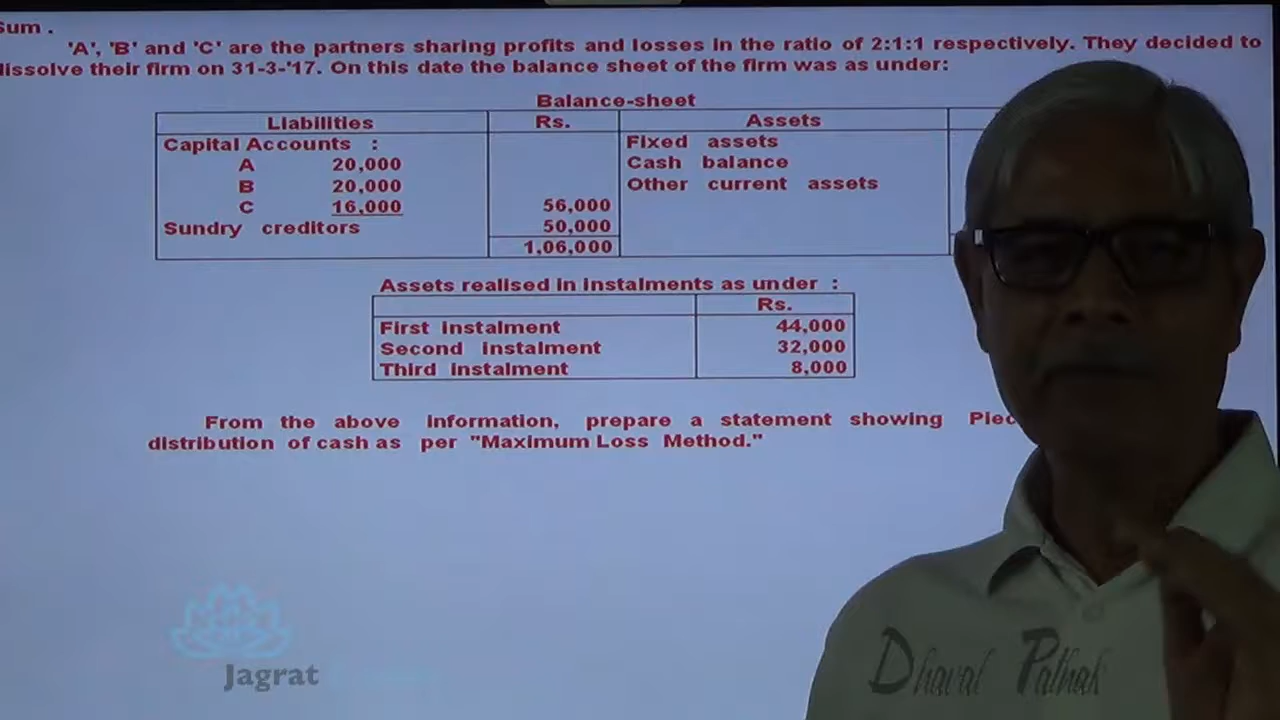 Sum .
'A', 'B' and 'C' are the partners sharing profits and losses in the ratio of 2:1:1 respectively. They decided to
dissolve their firm on 31-3-'17. On this date the balance sheet of the firm was as under:
Balance-sheet
Liabilities Rs. Assets
Capital Accounts : Fixed assets
A 20,000 Cash balance
B 20,000 Other current assets
C 16,000 56,000
Sundry creditors 50,000
1,06,000
Assets realised in instalments as under :
Rs.
First instalment 44,000
Second instalment 32,000
Third instalment 8,000
From the above information, prepare a statement showing
distribution of cash as per "Maximum Loss Method."
Jagrat
Dhaval Pathak